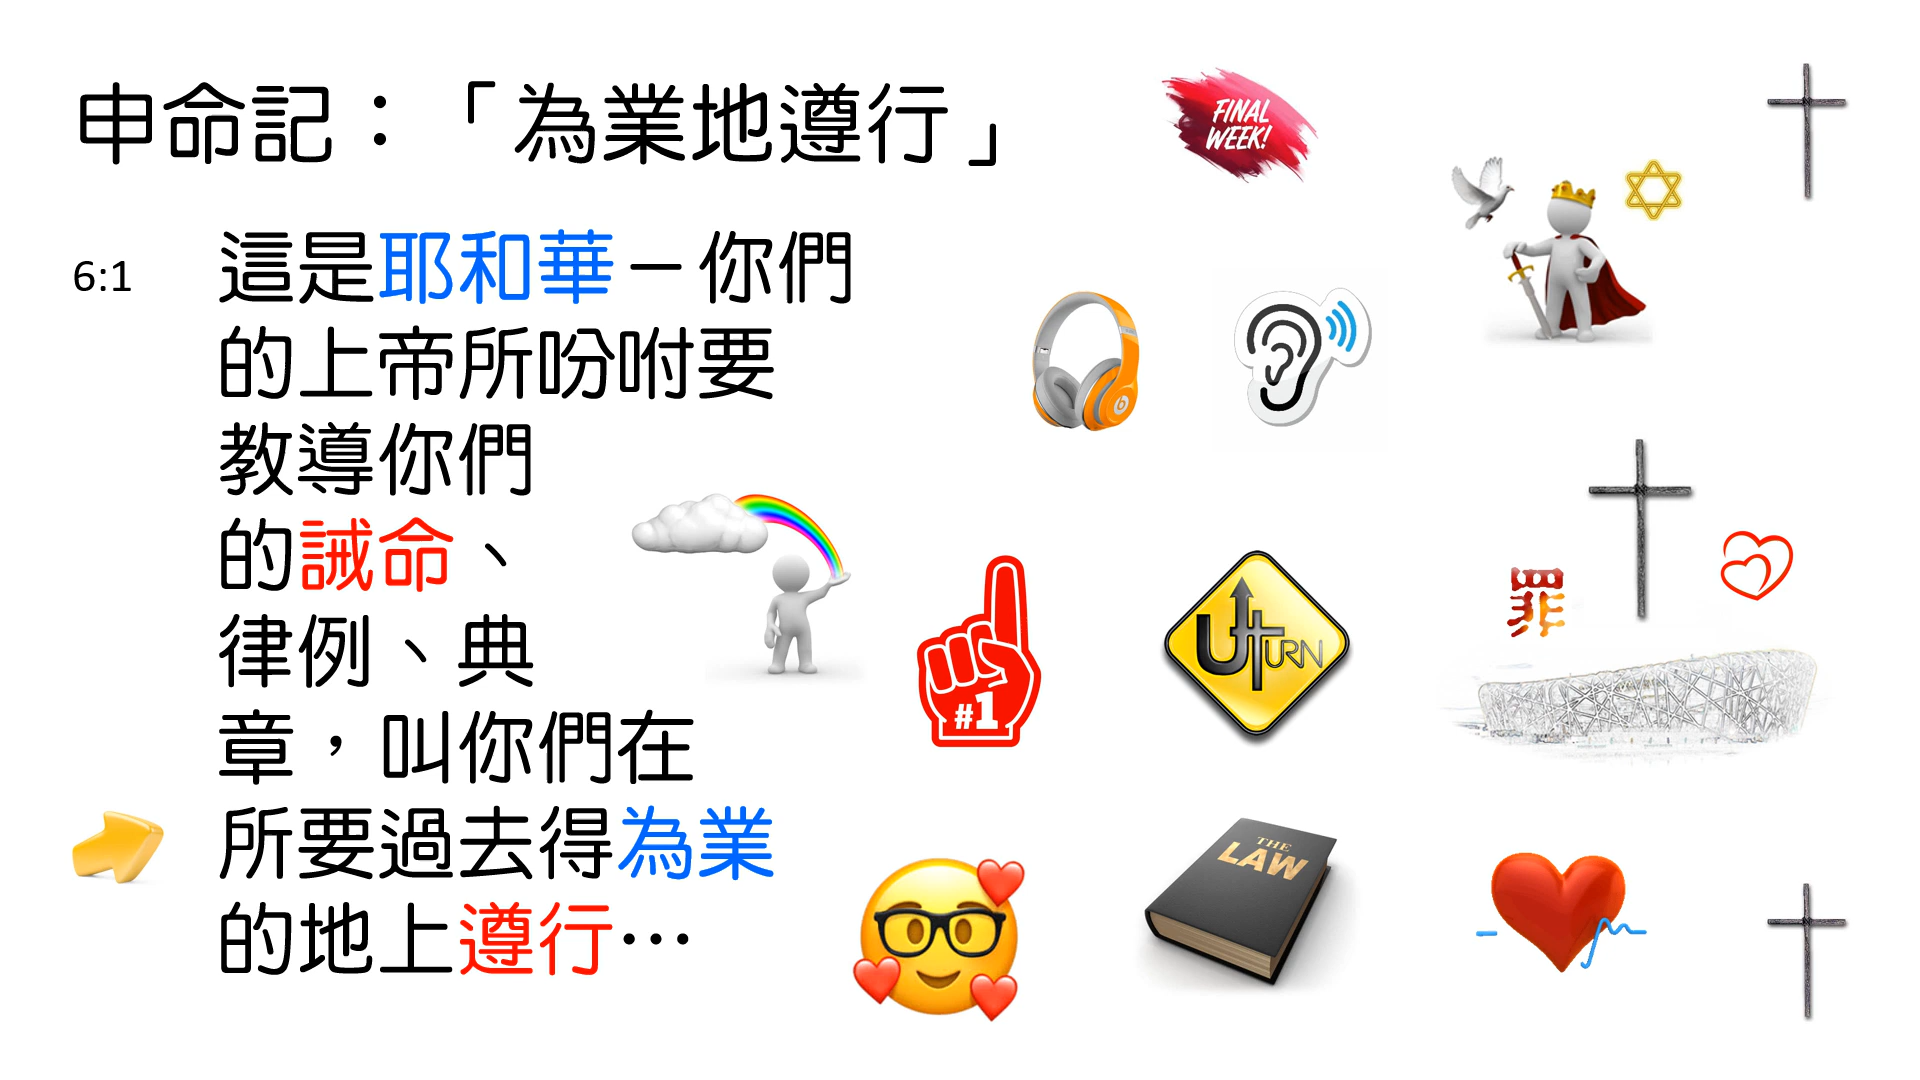 申命記：「為業地遵行」
FINAL
WEEK!
6:1
這是耶和華－你們
的上帝所吩咐要
教導你們
的誡命、
律例、典
章，叫你們在
所要過去得為業
的地上遵行…
b
#1
UTURN
罪
THE
LAW